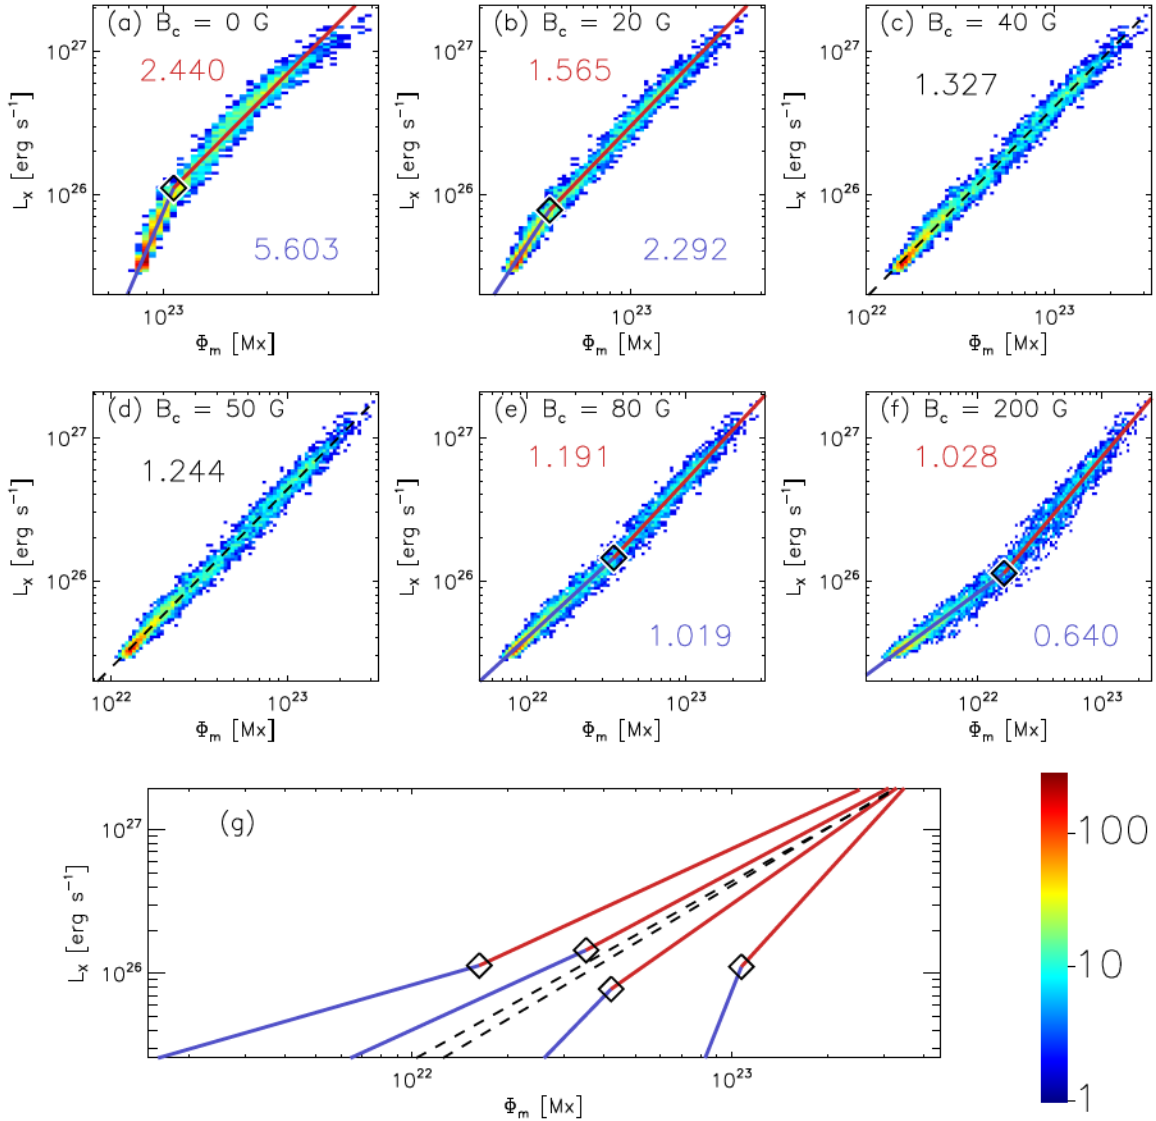 (a) B_c = 0 G
2.440
5.603
10^27
10^26
L_x [erg s^-1]
10^23
Φ_m [Mx]
(b) B_c = 20 G
1.565
2.292
10^27
10^26
L_x [erg s^-1]
10^23
Φ_m [Mx]
(c) B_c = 40 G
1.327
10^27
10^26
L_x [erg s^-1]
10^22 10^23
Φ_m [Mx]
(d) B_c = 50 G
1.244
10^27
10^26
L_x [erg s^-1]
10^22 10^23
Φ_m [Mx]
(e) B_c = 80 G
1.191
1.019
10^27
10^26
L_x [erg s^-1]
10^22 10^23
Φ_m [Mx]
(f) B_c = 200 G
1.028
0.640
10^27
10^26
L_x [erg s^-1]
10^22 10^23
Φ_m [Mx]
(g)
10^27
10^26
L_x [erg s^-1]
10^22 10^23
Φ_m [Mx]
100
10
1